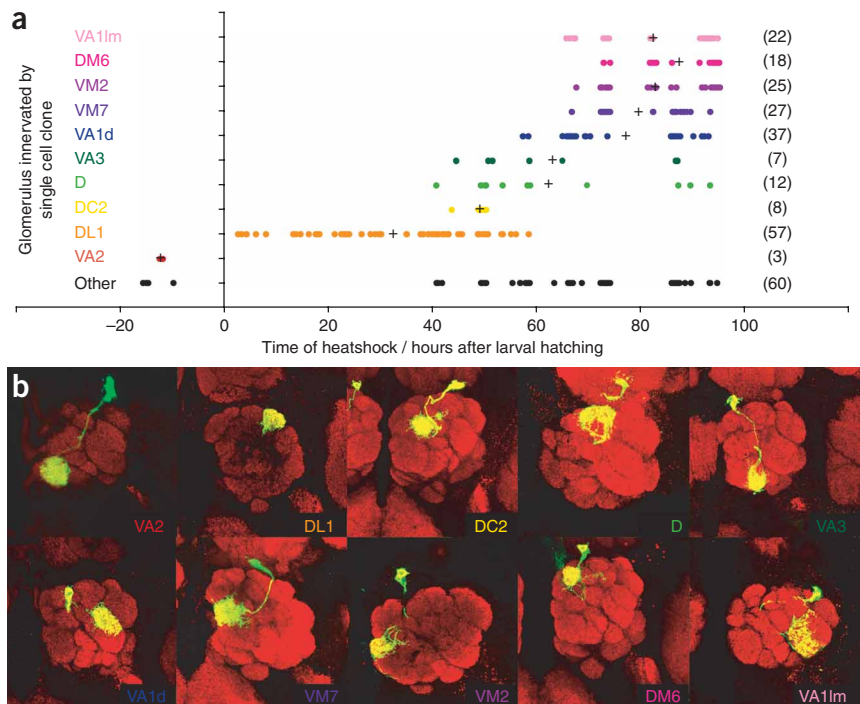 a
Glomerulus innervated by
single cell clone
VA1lm (22)
DM6 (18)
VM2 (25)
VM7 (27)
VA1d (37)
VA3 (7)
D (12)
DC2 (8)
DL1 (57)
VA2 (3)
Other (60)
−20 0 20 40 60 80 100
Time of heatshock / hours after larval hatching
b
VA2 DL1 DC2 D VA3
VA1d VM7 VM2 DM6 VA1lm